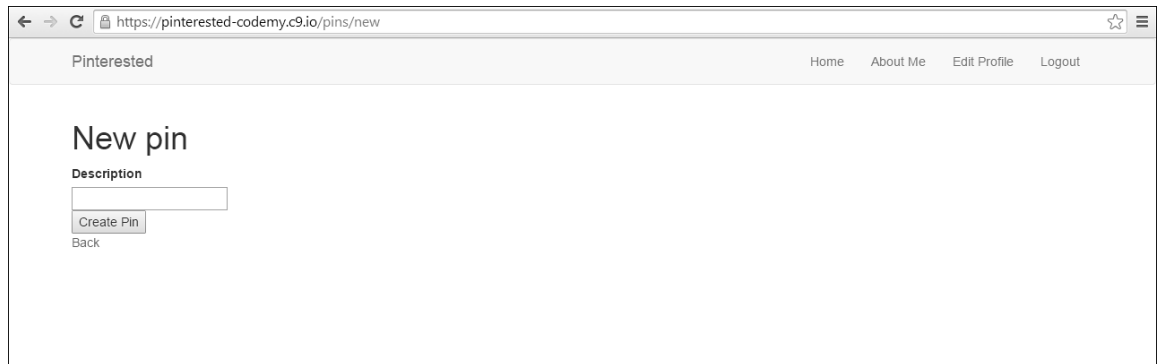 https://pinterested-codemy.c9.io/pins/new
Pinterested Home About Me Edit Profile Logout
New pin
Description
Create Pin
Back